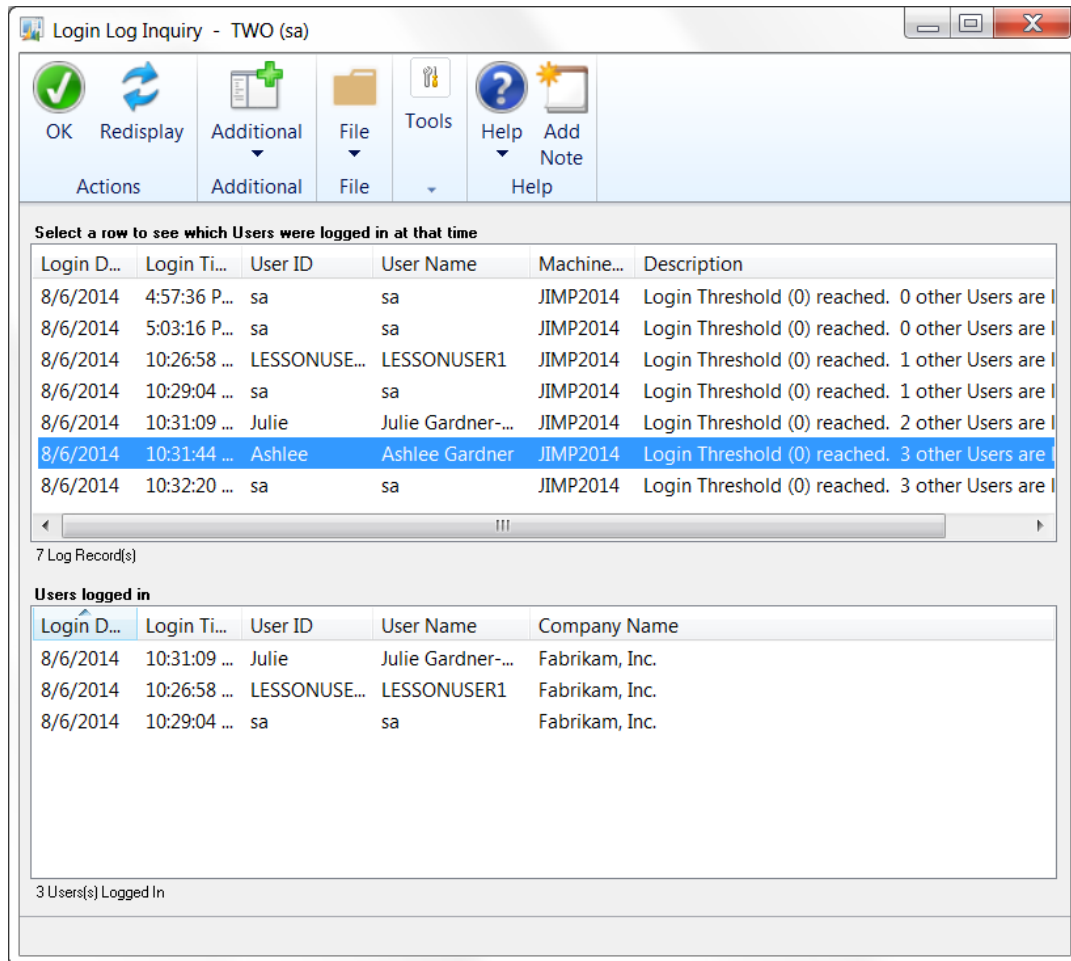 Login Log Inquiry - TWO (sa)
OK Redisplay Additional File Tools Help Add Note
Actions Additional File Help
Select a row to see which Users were logged in at that time
Login D... Login Ti... User ID User Name Machine... Description
8/6/2014 4:57:36 P... sa sa JIMP2014 Login Threshold (0) reached. 0 other Users are l
8/6/2014 5:03:16 P... sa sa JIMP2014 Login Threshold (0) reached. 0 other Users are l
8/6/2014 10:26:58 ... LESSONUSE... LESSONUSER1 JIMP2014 Login Threshold (0) reached. 1 other Users are l
8/6/2014 10:29:04 ... sa sa JIMP2014 Login Threshold (0) reached. 1 other Users are l
8/6/2014 10:31:09 ... Julie Julie Gardner-... JIMP2014 Login Threshold (0) reached. 2 other Users are l
8/6/2014 10:31:44 ... Ashlee Ashlee Gardner JIMP2014 Login Threshold (0) reached. 3 other Users are l
8/6/2014 10:32:20 ... sa sa JIMP2014 Login Threshold (0) reached. 3 other Users are l
7 Log Record(s)
Users logged in
Login D... Login Ti... User ID User Name Company Name
8/6/2014 10:31:09 ... Julie Julie Gardner-... Fabrikam, Inc.
8/6/2014 10:26:58 ... LESSONUSE... LESSONUSER1 Fabrikam, Inc.
8/6/2014 10:29:04 ... sa sa Fabrikam, Inc.
3 Users(s) Logged In